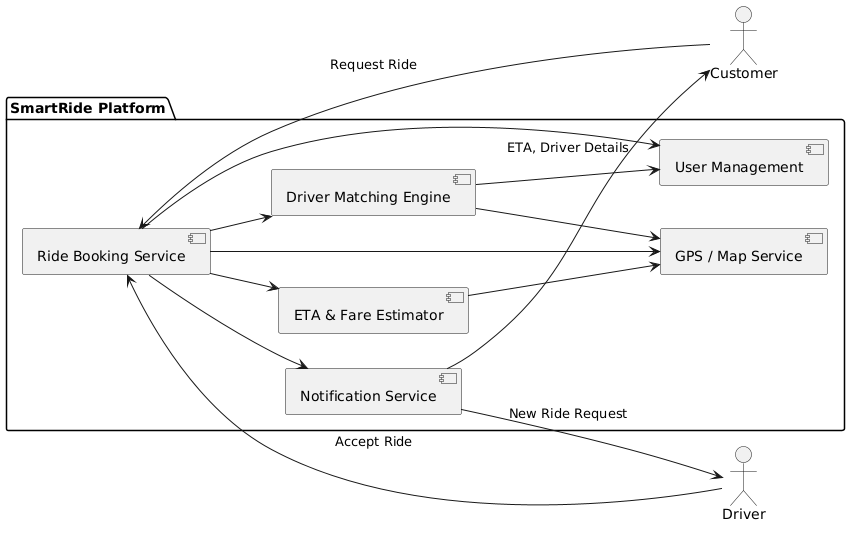 Customer
Request Ride
SmartRide Platform
ETA, Driver Details
User Management
Driver Matching Engine
Ride Booking Service
GPS / Map Service
ETA & Fare Estimator
Notification Service
New Ride Request
Accept Ride
Driver